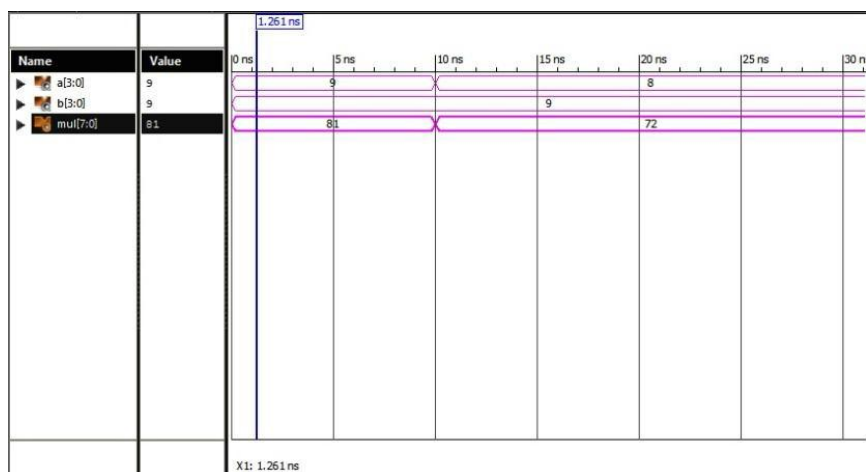 1.261 ns
Name Value 0 ns 5 ns 10 ns 15 ns 20 ns 25 ns 30 n
a[3:0] 9 9 8
b[3:0] 9 9
mul[7:0] 81 81 72
X1: 1.261 ns